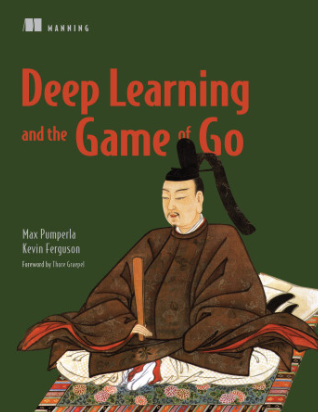 MANNING
Deep Learning
and the Game of Go
Max Pumperla
Kevin Ferguson
Foreword by Thore Graepel